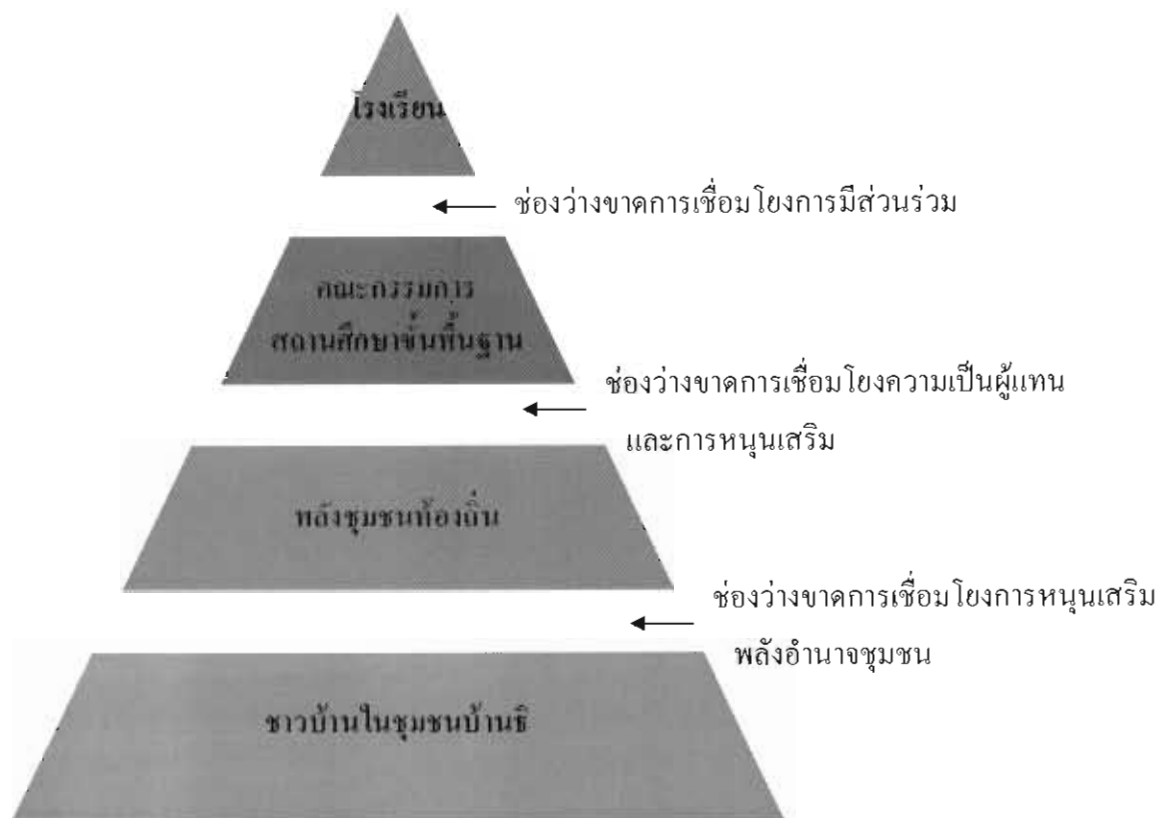 โรงเรียน
ช่องว่างขาดการเชื่อมโยงการมีส่วนร่วม
คณะกรรมการ
สถานศึกษาขั้นพื้นฐาน
ช่องว่างขาดการเชื่อมโยงความเป็นผู้แทน
และการหนุนเสริม
พลังชุมชนท้องถิ่น
ช่องว่างขาดการเชื่อมโยงการหนุนเสริม
พลังอำนาจชุมชน
ชาวบ้านในชุมชนบ้านธิ